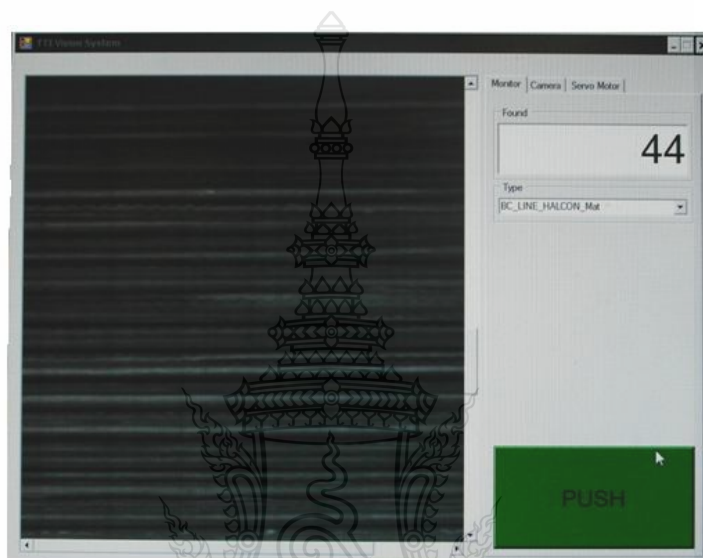 TTI Vision System
Monitor Camera Servo Motor
Found
44
Type
BC_LINE_HALCON_Mat
PUSH